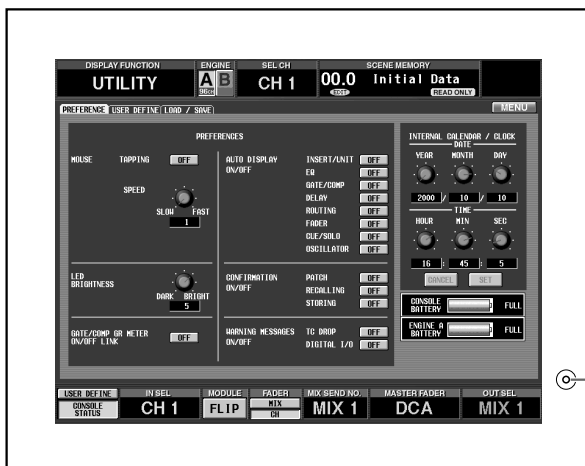 DISPLAY FUNCTION ENGINE SEL CH SCENE MEMORY
UTILITY A B 96CH CH 1 00.0 EDIT Initial Data READ ONLY
PREFERENCE USER DEFINE LOAD / SAVE MENU
PREFERENCES
MOUSE TAPPING OFF
SPEED
SLOW FAST
1
LED BRIGHTNESS
DARK BRIGHT
5
GATE/COMP GR METER
ON/OFF LINK OFF
AUTO DISPLAY
ON/OFF
INSERT/UNIT OFF
EQ OFF
GATE/COMP OFF
DELAY OFF
ROUTING OFF
FADER OFF
CUE/SOLO OFF
OSCILLATOR OFF
CONFIRMATION
ON/OFF
PATCH OFF
RECALLING OFF
STORING OFF
WARNING MESSAGES
ON/OFF
TC DROP OFF
DIGITAL I/O OFF
INTERNAL CALENDAR / CLOCK
DATE
YEAR MONTH DAY
2000 / 10 / 10
TIME
HOUR MIN SEC
16 : 45 : 5
CANCEL SET
CONSOLE
BATTERY FULL
ENGINE A
BATTERY FULL
USER DEFINE IN SEL MODULE FADER MIX SEND NO. MASTER FADER OUT SEL
CONSOLE STATUS CH 1 FLIP MIX CH MIX 1 DCA MIX 1